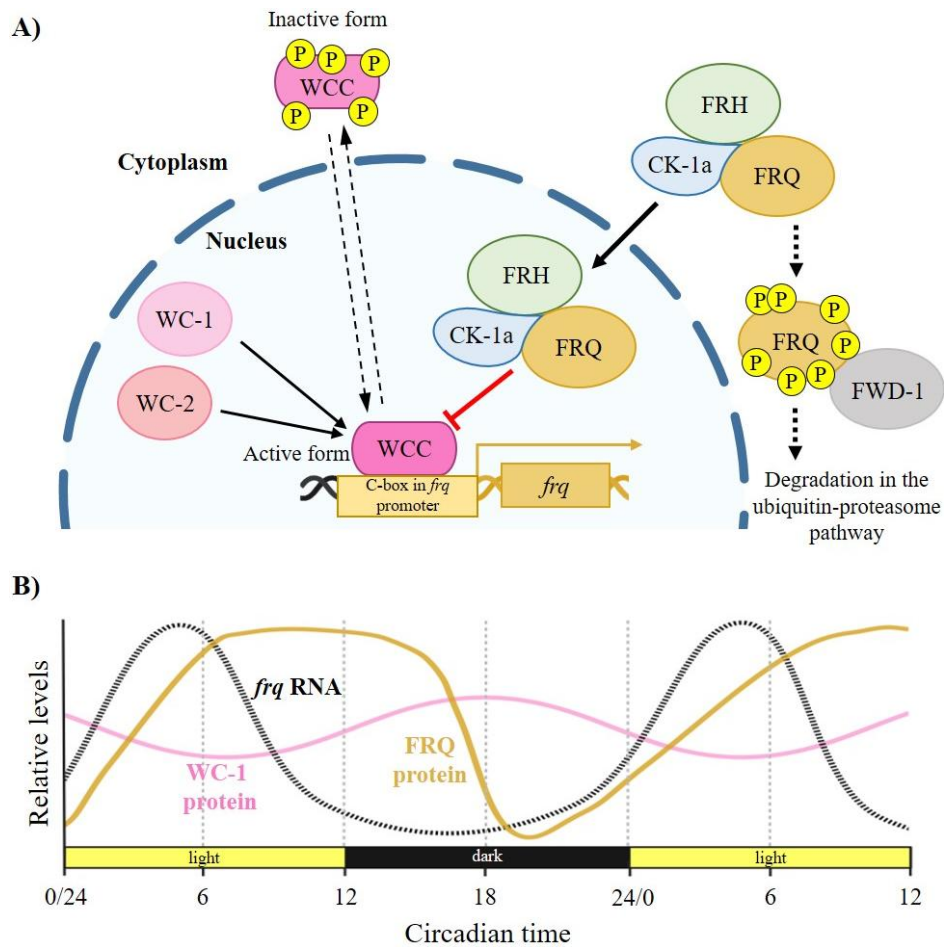 A)
Inactive form
P
P
P
P
P
WCC
Cytoplasm
Nucleus
FRH
CK-1a
FRQ
FRH
CK-1a
FRQ
WC-1
WC-2
Active form
WCC
C-box in frq
promoter
frq
P
P
P
P
P
P
P
FRQ
FWD-1
Degradation in the
ubiquitin-proteasome
pathway
B)
Relative levels
frq RNA
WC-1
protein
FRQ
protein
light
dark
light
0/24
6
12
18
24/0
6
12
Circadian time